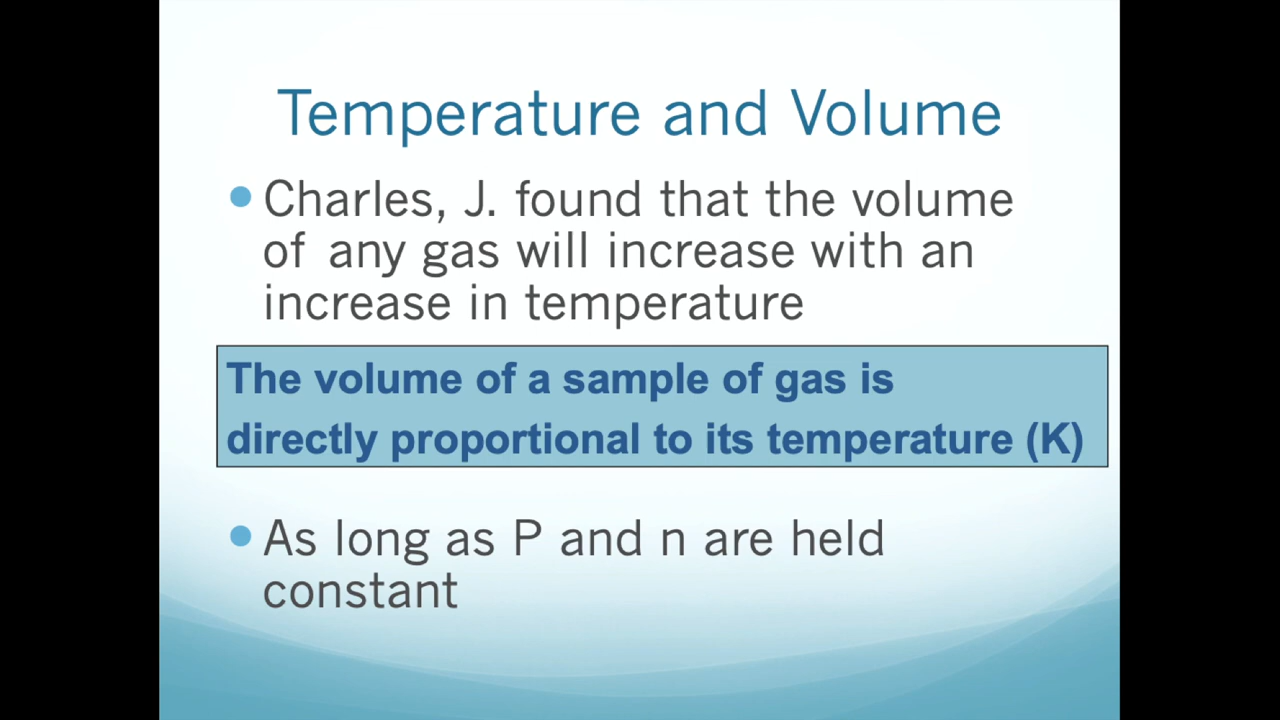 Temperature and Volume
• Charles, J. found that the volume
of any gas will increase with an
increase in temperature
The volume of a sample of gas is
directly proportional to its temperature (K)
• As long as P and n are held
constant